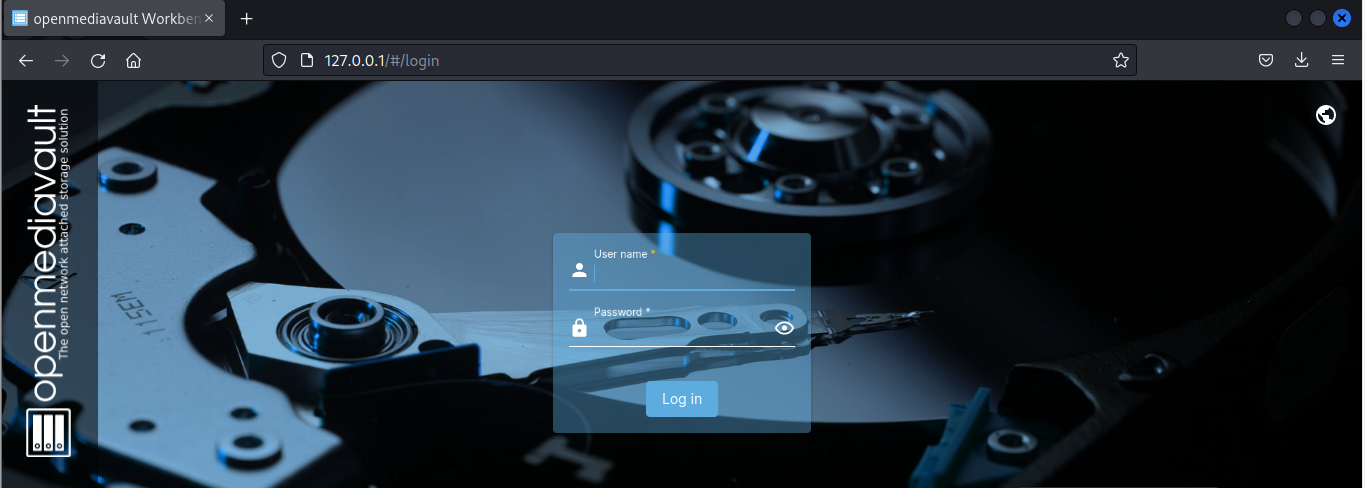 openmediavault Workben
127.0.0.1/#/login
openmediavault
The open network attached storage solution
115EM
User name *
Password *
Log in